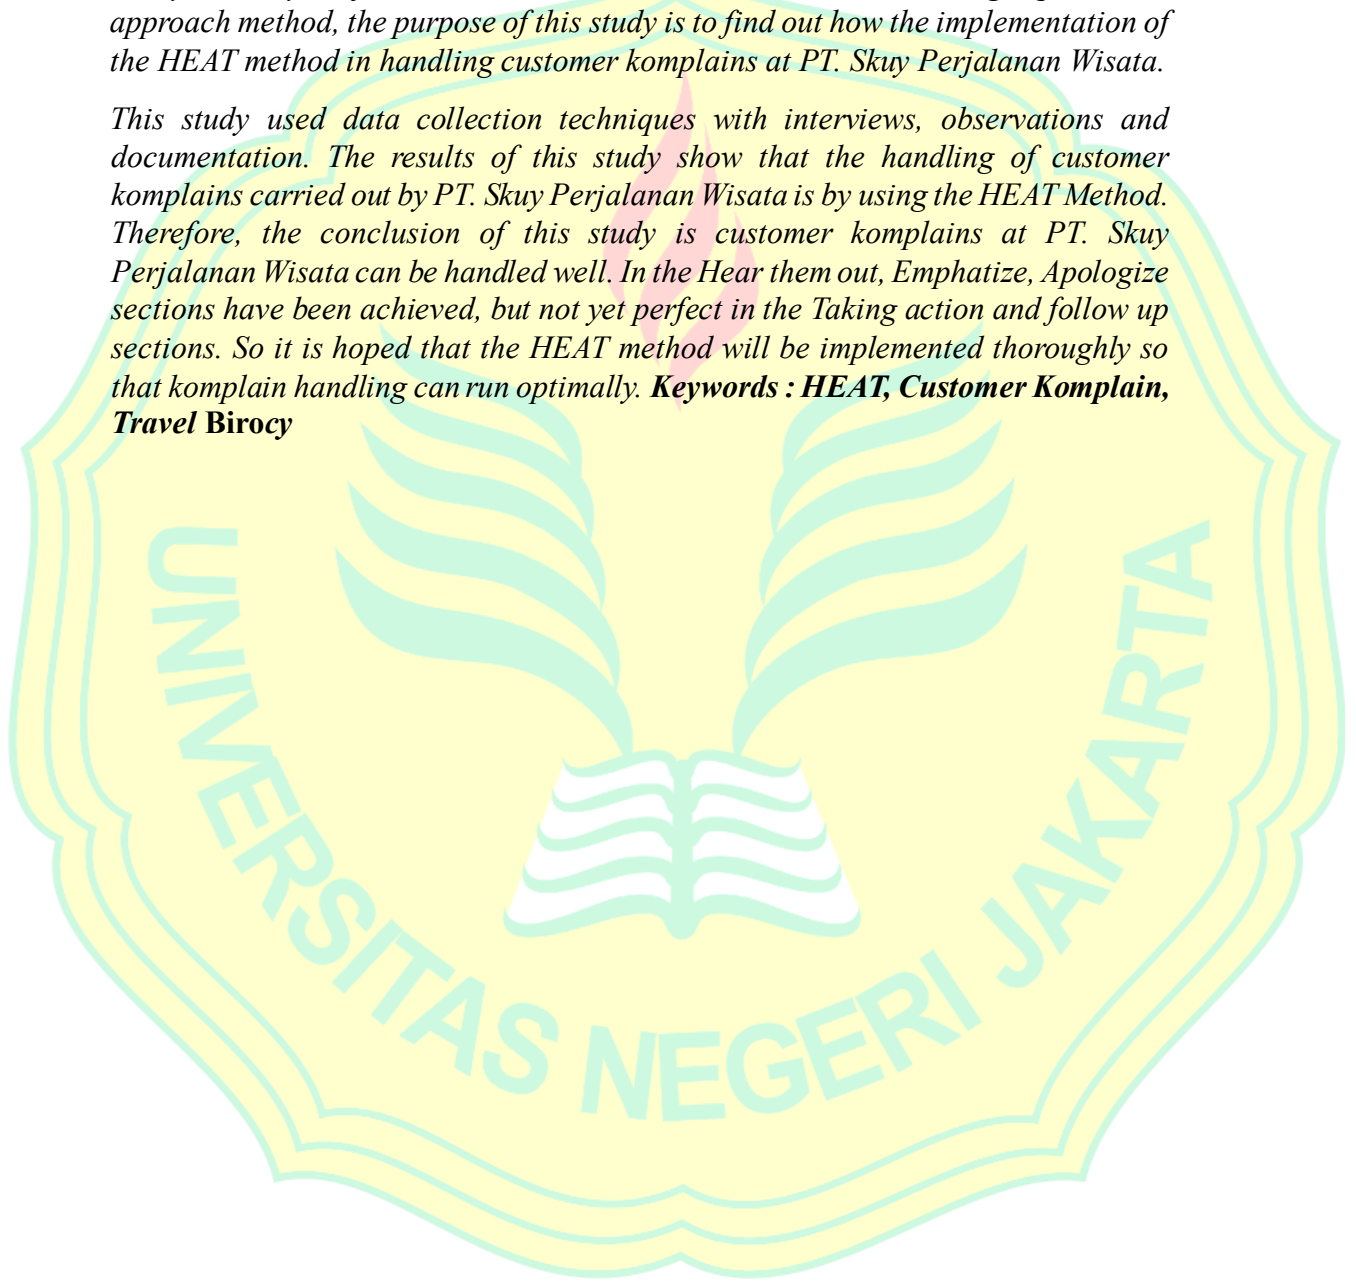 approach method, the purpose of this study is to find out how the implementation of
the HEAT method in handling customer komplains at PT. Skuy Perjalanan Wisata.
This study used data collection techniques with interviews, observations and
documentation. The results of this study show that the handling of customer
komplains carried out by PT. Skuy Perjalanan Wisata is by using the HEAT Method.
Therefore, the conclusion of this study is customer komplains at PT. Skuy
Perjalanan Wisata can be handled well. In the Hear them out, Emphatize, Apologize
sections have been achieved, but not yet perfect in the Taking action and follow up
sections. So it is hoped that the HEAT method will be implemented thoroughly so
that komplain handling can run optimally. Keywords : HEAT, Customer Komplain,
Travel Birocy
UNIVERSITAS NEGERI JAKARTA